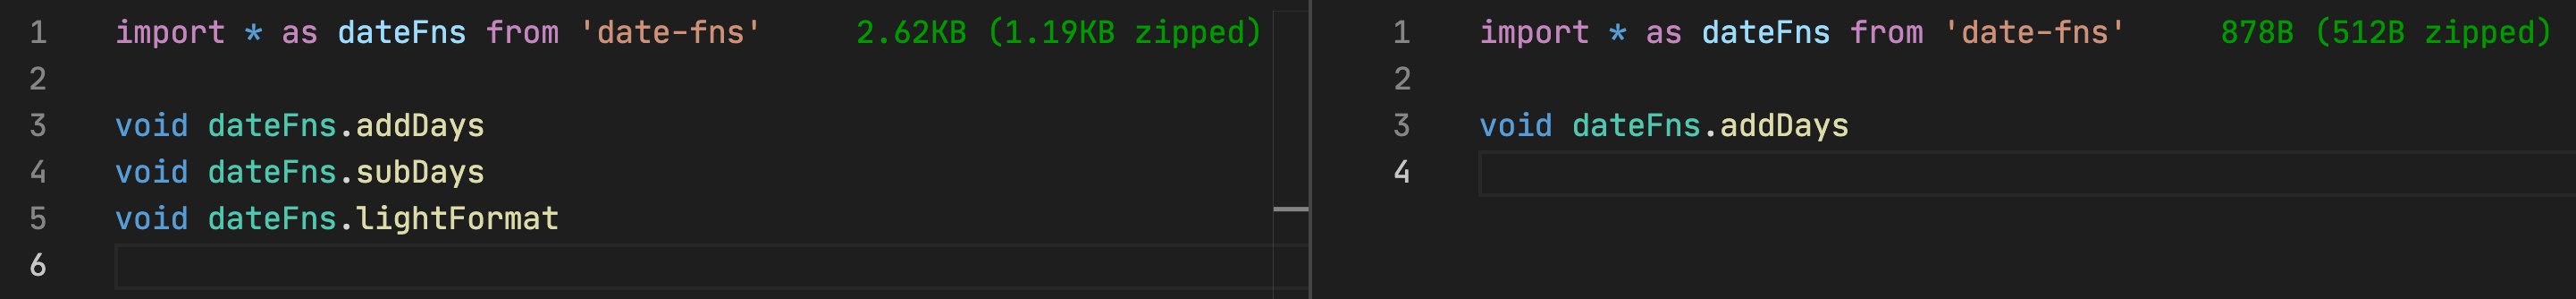 1 import * as dateFns from 'date-fns' 2.62KB (1.19KB zipped)
2
3 void dateFns.addDays
4 void dateFns.subDays
5 void dateFns.lightFormat
6
1 import * as dateFns from 'date-fns' 878B (512B zipped)
2
3 void dateFns.addDays
4